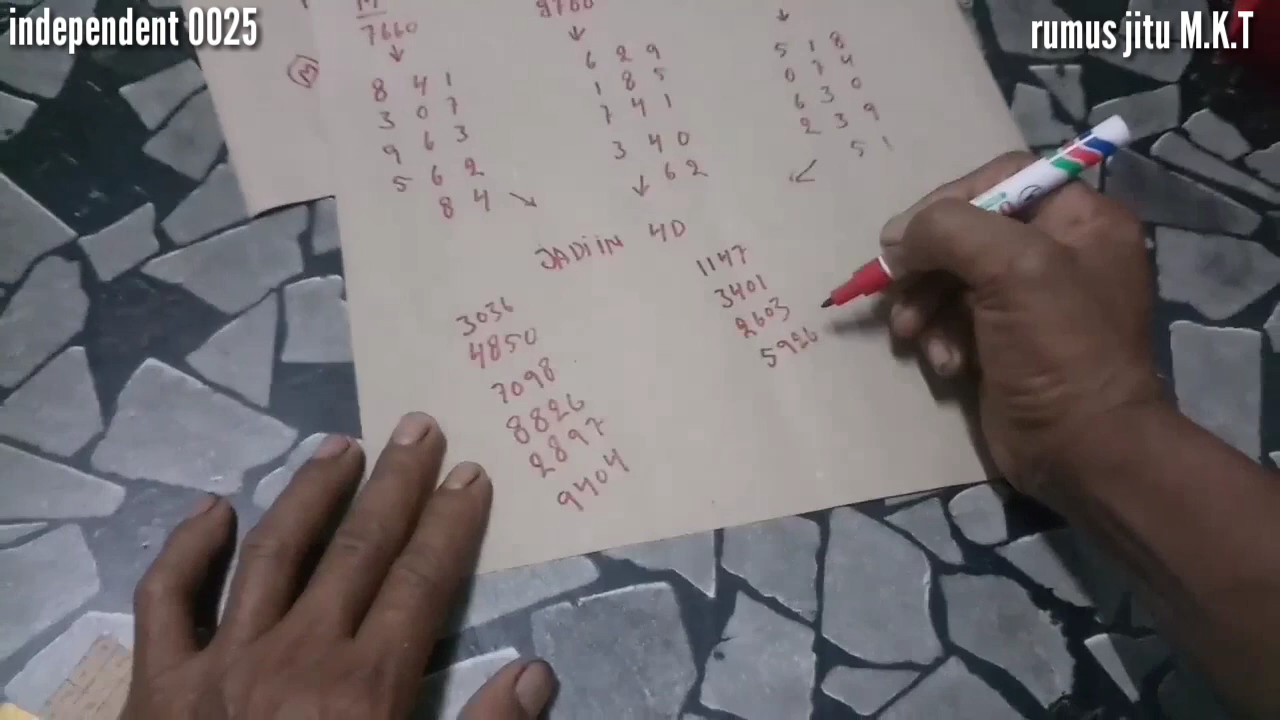 independent 0025
rumus jitu M.K.T
M
7660
M
8 4 1
3 0 7
9 6 3
5 6 2
8 4
6 2 9
1 8 5
7 4 1
3 4 0
6 2
5 1 8
0 7 4
6 3 0
2 3 9
5 1
JADIIN 4D
3036
4850
7098
8826
2897
9404
1147
3401
2603
5926